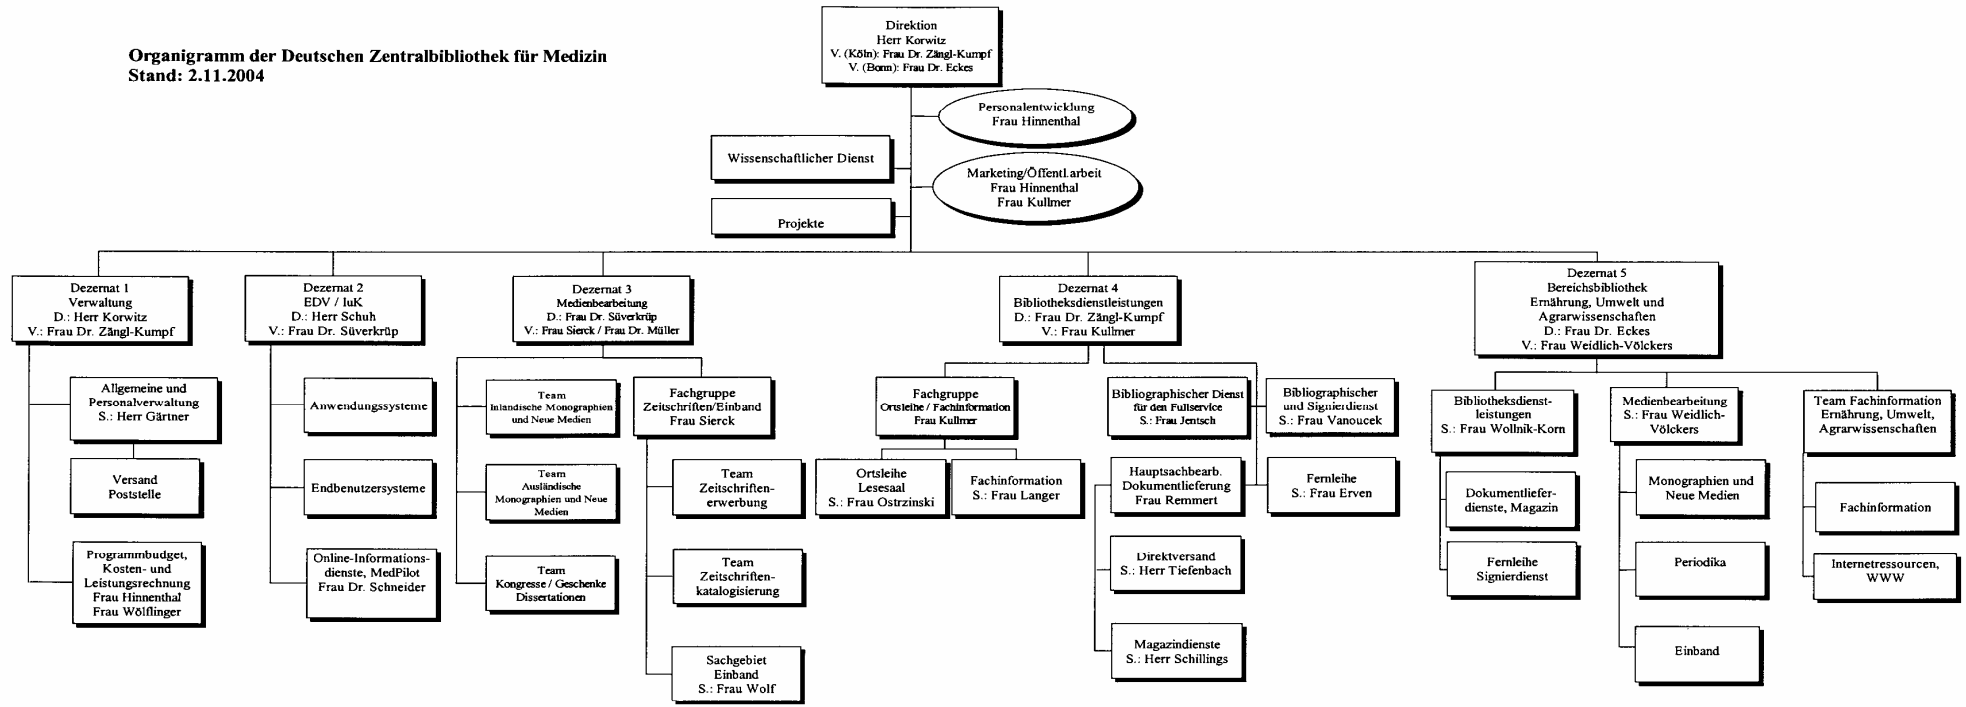 Organigramm der Deutschen Zentralbibliothek für Medizin
Stand: 2.11.2004
Direktion
Herr Korwitz
V. (Köln): Frau Dr. Zängl-Kumpf
V. (Bonn): Frau Dr. Eckes
Personalentwicklung
Frau Hinnenthal
Wissenschaftlicher Dienst
Marketing/Öffentl.arbeit
Frau Hinnenthal
Frau Kullmer
Projekte
Dezernat 1
Verwaltung
D.: Herr Korwitz
V.: Frau Dr. Zängl-Kumpf
Allgemeine und
Personalverwaltung
S.: Herr Gärtner
Versand
Poststelle
Programmbudget,
Kosten- und
Leistungsrechnung
Frau Hinnenthal
Frau Wölflinger
Dezernat 2
EDV / IuK
D.: Herr Schuh
V.: Frau Dr. Süverkrüp
Anwendungssysteme
Endbenutzersysteme
Online-Informations-
dienste, MedPilot
Frau Dr. Schneider
Dezernat 3
Medienbearbeitung
D.: Frau Dr. Süverkrüp
V.: Frau Sierck / Frau Dr. Müller
Team
Inländische Monographien
und Neue Medien
Team
Ausländische
Monographien und Neue
Medien
Team
Kongresse / Geschenke
Dissertationen
Fachgruppe
Zeitschriften/Einband
Frau Sierck
Team
Zeitschriften-
erwerbung
Team
Zeitschriften-
katalogisierung
Sachgebiet
Einband
S.: Frau Wolf
Dezernat 4
Bibliotheksdienstleistungen
D.: Frau Dr. Zängl-Kumpf
V.: Frau Kullmer
Fachgruppe
Ortsleihe / Fachinformation
Frau Kullmer
Ortsleihe
Lesesaal
S.: Frau Ostrzinski
Fachinformation
S.: Frau Langer
Bibliographischer Dienst
für den Fullservice
S.: Frau Jentsch
Hauptsachbearb.
Dokumentlieferung
Frau Remmert
Direktversand
S.: Herr Tiefenbach
Magazindienste
S.: Herr Schillings
Bibliographischer
und Signierdienst
S.: Frau Vanoucek
Fernleihe
S.: Frau Erven
Dezernat 5
Bereichsbibliothek
Ernährung, Umwelt und
Agrarwissenschaften
D.: Frau Dr. Eckes
V.: Frau Weidlich-Völckers
Bibliotheksdienst-
leistungen
S.: Frau Wollnik-Korn
Dokumentliefer-
dienste, Magazin
Fernleihe
Signierdienst
Medienbearbeitung
S.: Frau Weidlich-
Völckers
Monographien und
Neue Medien
Periodika
Einband
Team Fachinformation
Ernährung, Umwelt,
Agrarwissenschaften
Fachinformation
Internetressourcen,
WWW